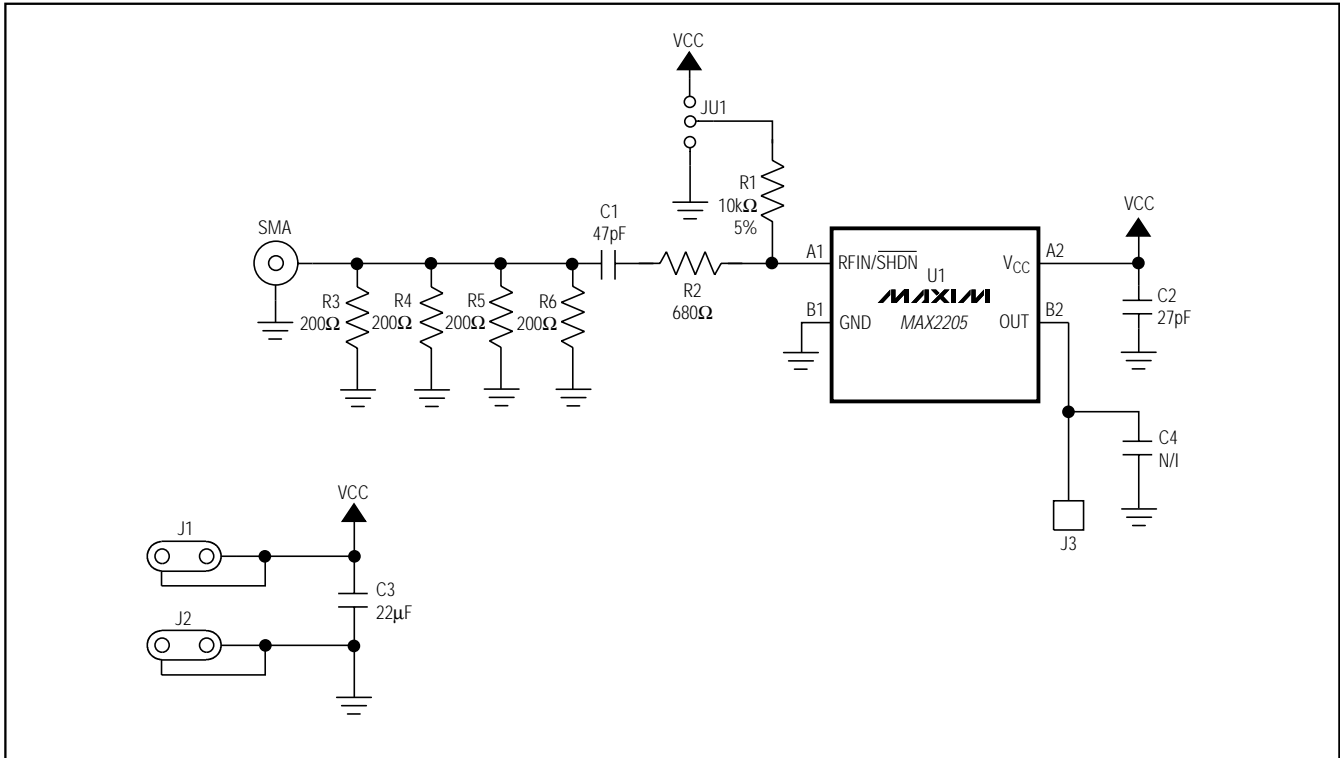 VCC
JU1
R1
10kΩ
5%
SMA
C1
47pF
R2
680Ω
R3
200Ω
R4
200Ω
R5
200Ω
R6
200Ω
A1
RFIN/SHDN
B1
GND
U1
MAXIM
MAX2205
VCC
A2
OUT
B2
VCC
C2
27pF
C4
N/I
J3
VCC
J1
C3
22µF
J2